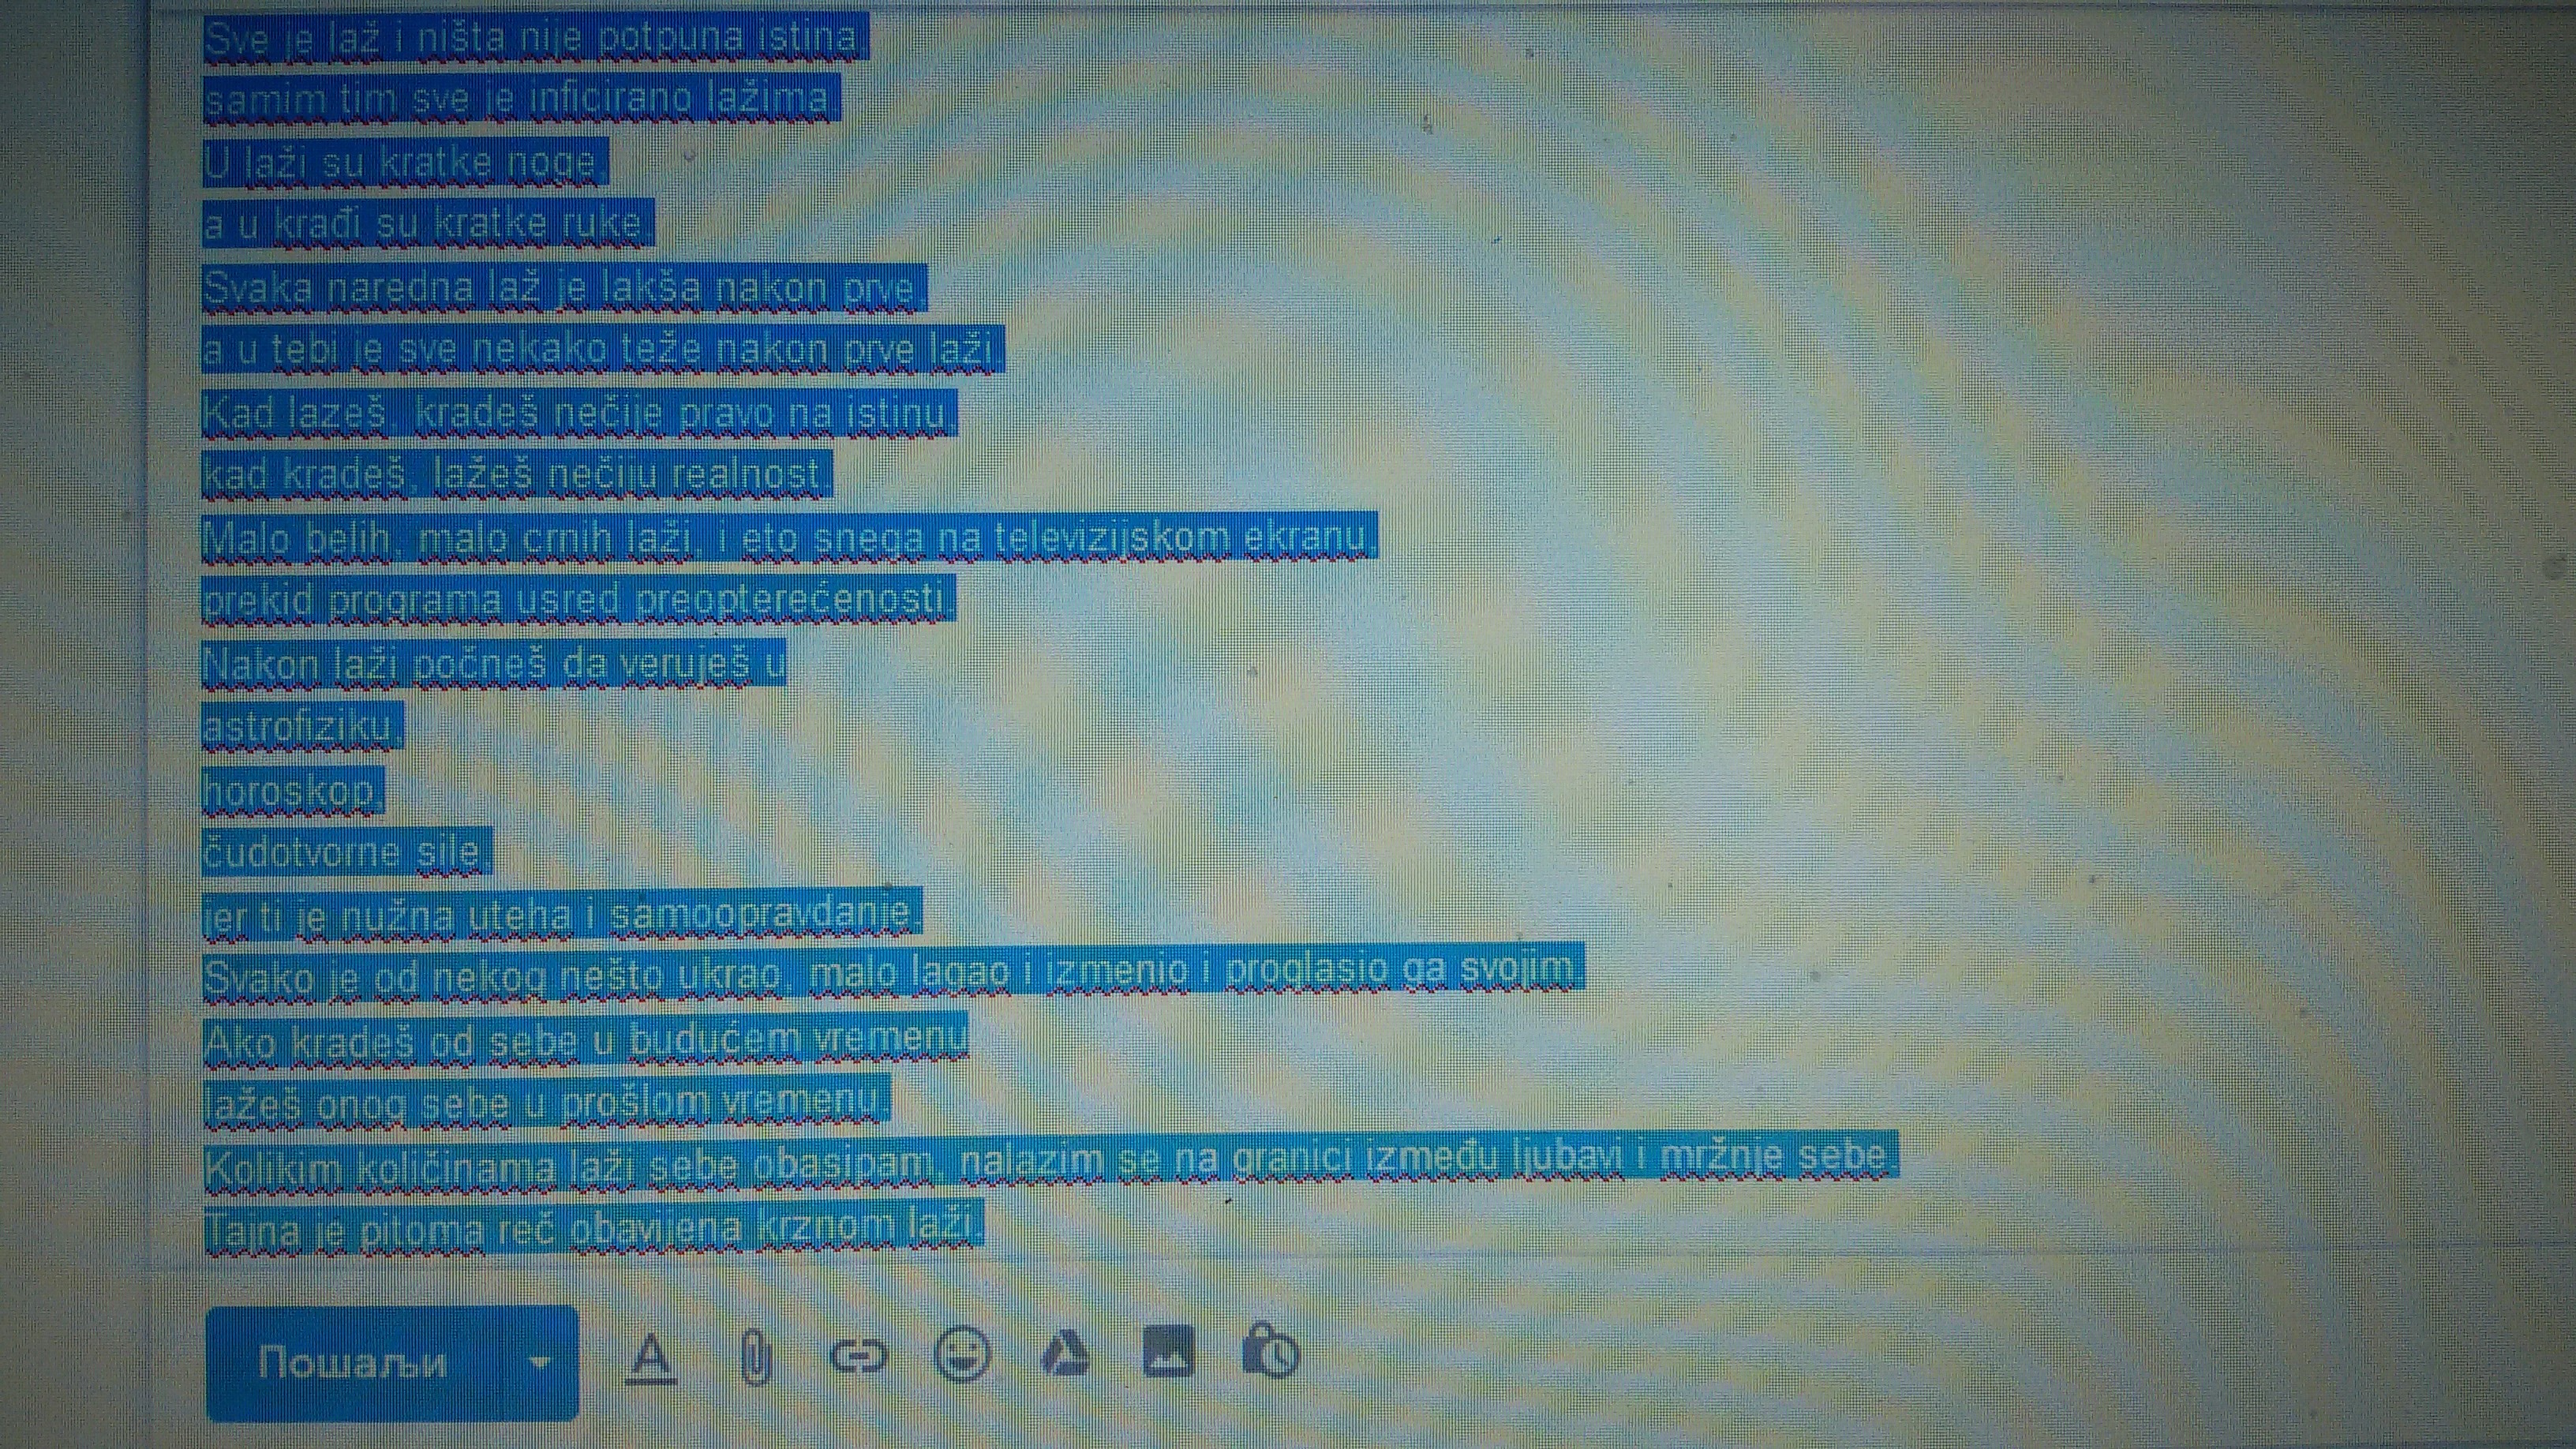 Sve je laž i ništa nije potpuna istina,
samim tim sve je inficirano lažima.
U laži su kratke noge,
a u krađi su kratke ruke.
Svaka naredna laž je lakša nakon prve,
a u tebi je sve nekako teže nakon prve laži.
Kad lazeš, kradeš nečije pravo na istinu,
kad kradeš, lažeš nečiju realnost.
Malo belih, malo crnih laži, i eto snega na televizijskom ekranu,
prekid programa usred preopterećenosti.
Nakon laži počneš da veruješ u
astrofiziku,
horoskop,
čudotvorne sile,
jer ti je nužna uteha i samoopravdanje.
Svako je od nekog nešto ukrao, malo lagao i izmenio i proglasio ga svojim.
Ako kradeš od sebe u budućem vremenu
lažeš onog sebe u prošlom vremenu.
Kolikim količinama laži sebe obasipam, nalazim se na granici između ljubavi i mržnje sebe.
Tajna je pitoma reč obavijena krznom laži.
Пошаљи